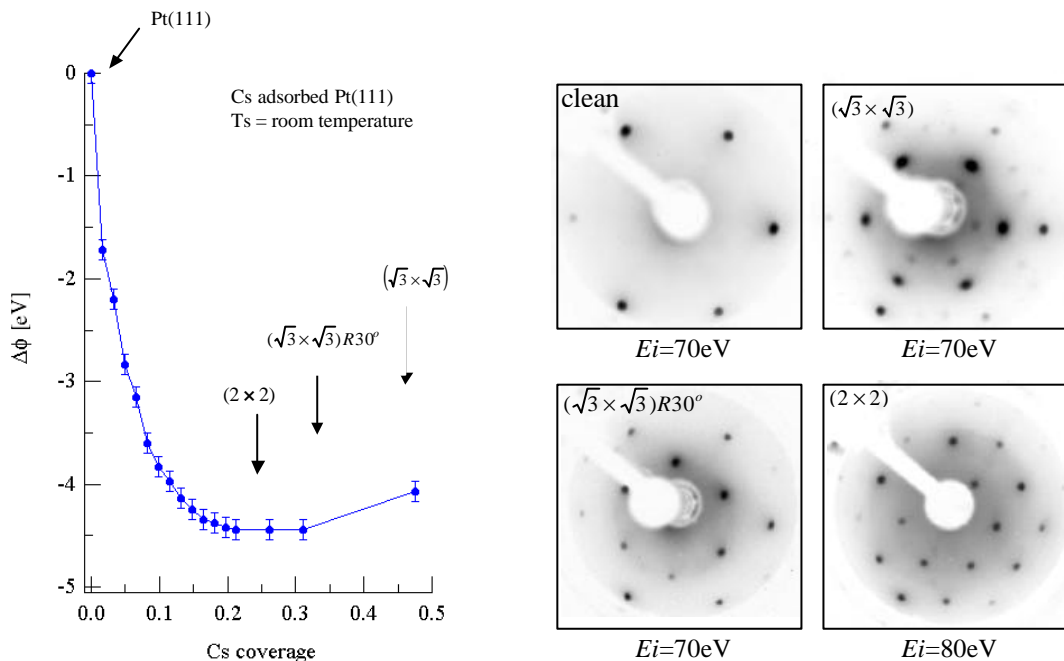 Pt(111)
Cs adsorbed Pt(111)
Ts = room temperature
(√3×√3)
(√3×√3)R30°
(2 × 2)
Δϕ [eV]
0
-1
-2
-3
-4
-5
0.0 0.1 0.2 0.3 0.4 0.5
Cs coverage
clean
Ei=70eV
(√3×√3)
Ei=70eV
(√3×√3)R30°
Ei=70eV
(2×2)
Ei=80eV